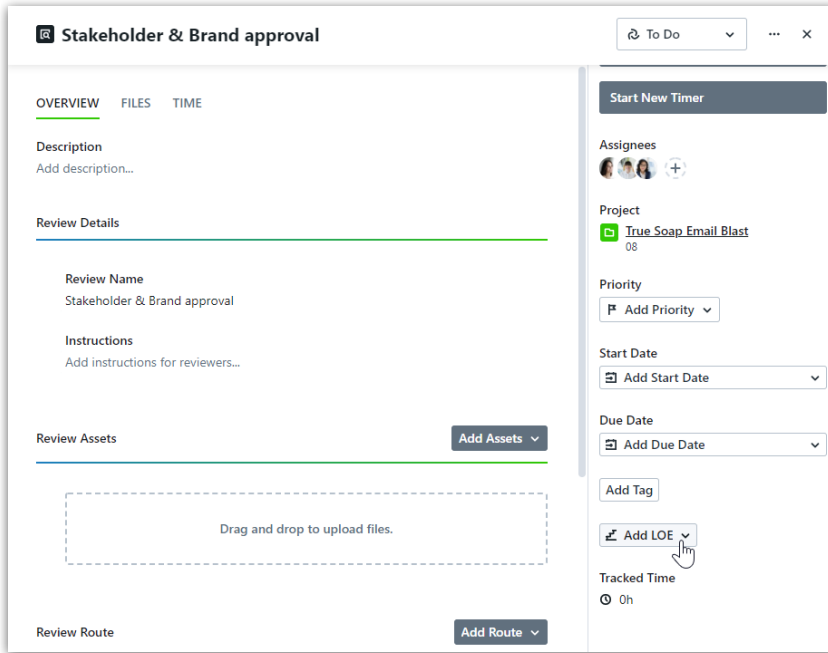 Stakeholder & Brand approval
To Do
OVERVIEW FILES TIME
Description
Add description...
Review Details
Review Name
Stakeholder & Brand approval
Instructions
Add instructions for reviewers...
Review Assets
Add Assets
Drag and drop to upload files.
Review Route
Add Route
Start New Timer
Assignees
Project
True Soap Email Blast
08
Priority
Add Priority
Start Date
Add Start Date
Due Date
Add Due Date
Add Tag
Add LOE
Tracked Time
0h